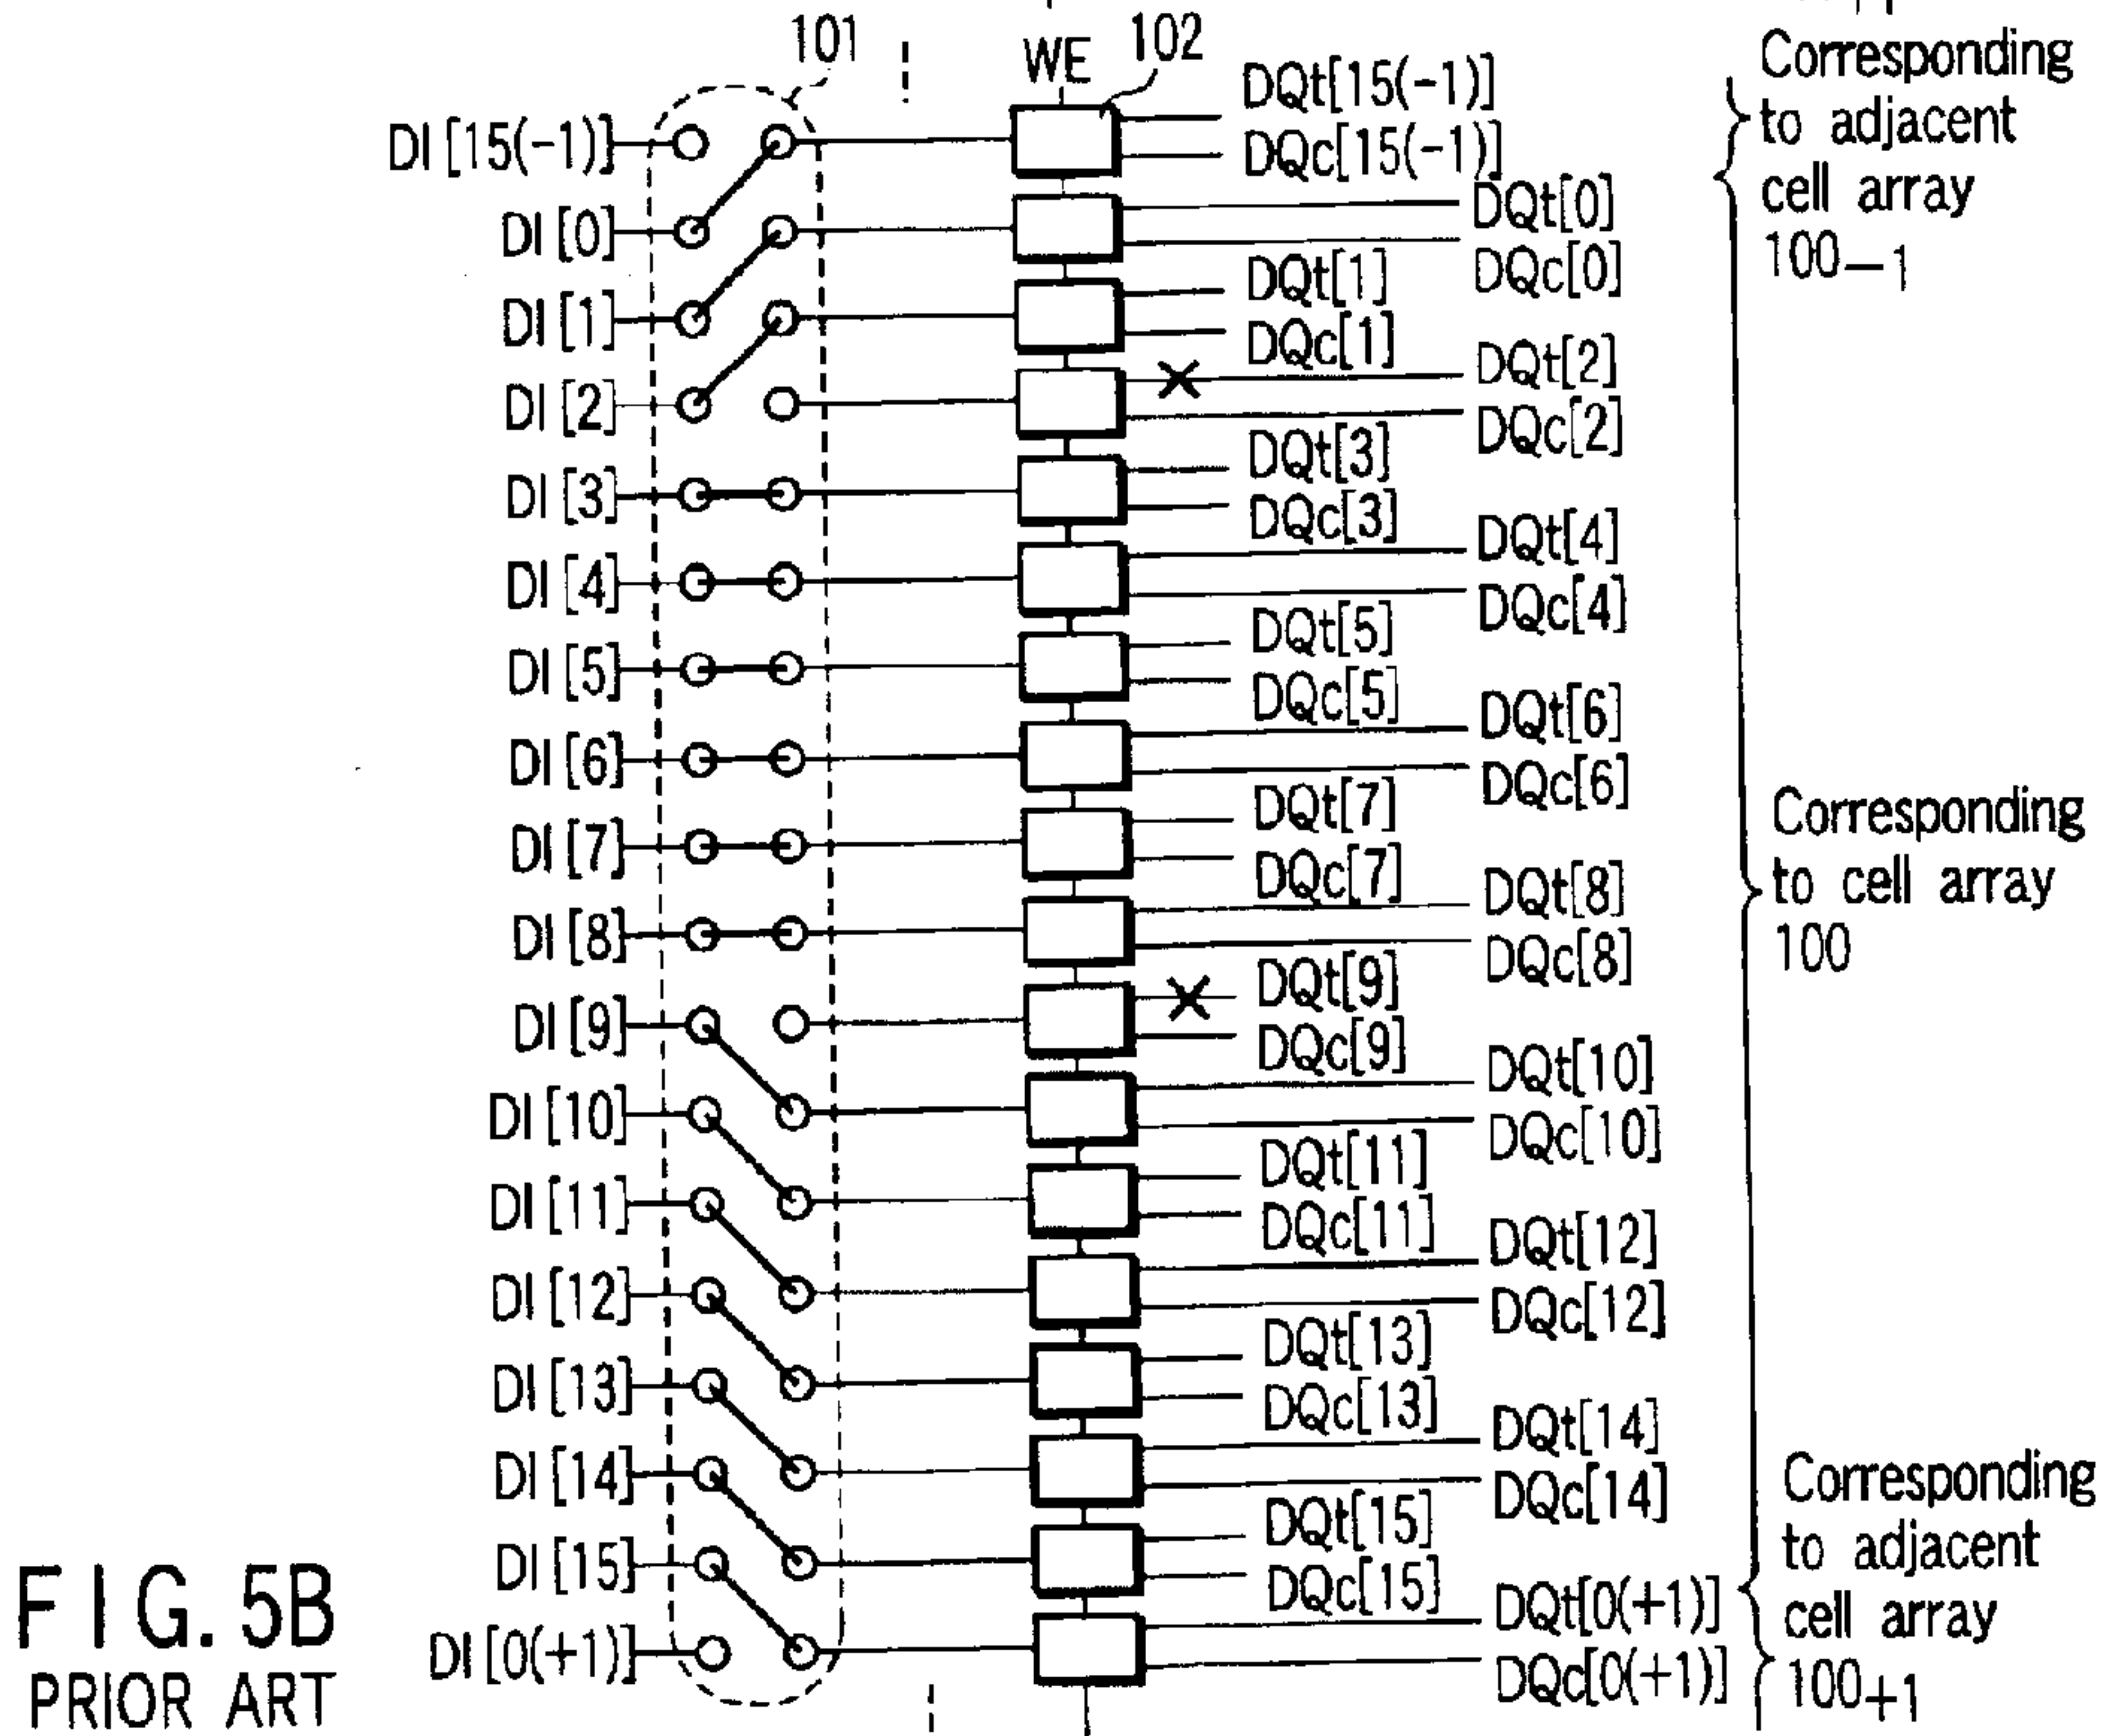 101
WE
102
DQt[15(-1)]
DQc[15(-1)]
Corresponding
to adjacent
cell array
100-1
DI[15(-1)]
DI[0]
DQt[0]
DQc[0]
DI[1]
DQt[1]
DQc[1]
DI[2]
DQt[2]
DQc[2]
DI[3]
DQt[3]
DQc[3]
DI[4]
DQt[4]
DQc[4]
DI[5]
DQt[5]
DQc[5]
DI[6]
DQt[6]
DQc[6]
DI[7]
DQt[7]
DQc[7]
Corresponding
to cell array
100
DI[8]
DQt[8]
DQc[8]
DI[9]
DQt[9]
DQc[9]
DI[10]
DQt[10]
DQc[10]
DI[11]
DQt[11]
DQc[11]
DI[12]
DQt[12]
DQc[12]
DI[13]
DQt[13]
DQc[13]
DI[14]
DQt[14]
DQc[14]
DI[15]
DQt[15]
DQc[15]
DI[0(+1)]
DQt[0(+1)]
DQc[0(+1)]
Corresponding
to adjacent
cell array
100+1
FIG. 5B
PRIOR ART